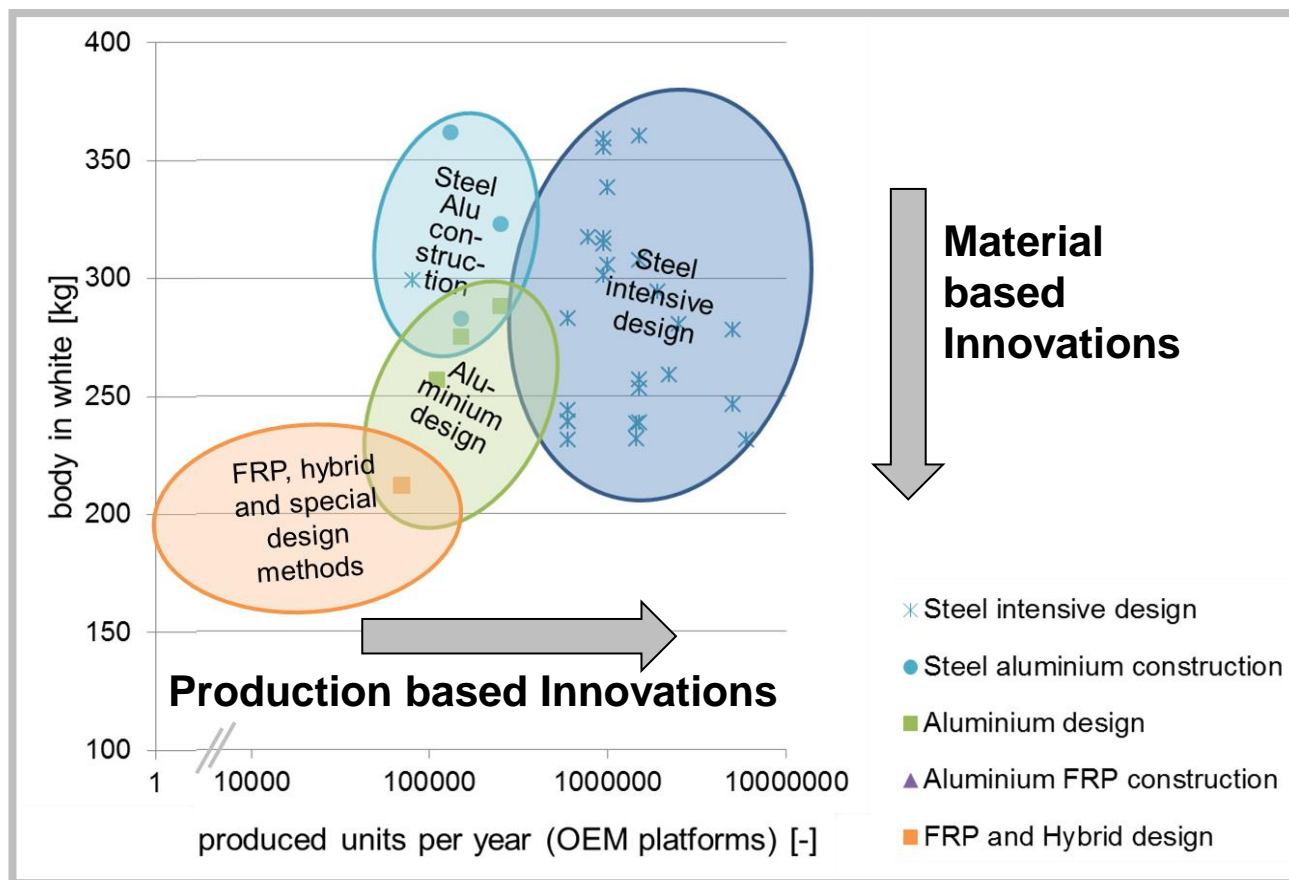 400
350
300
250
200
150
100
body in white [kg]
Steel
Alu
con-
struc-
tion
Steel
intensive
design
Alu-
minium
design
FRP, hybrid
and special
design
methods
Material
based
Innovations
Production based Innovations
1
10000
100000
1000000
10000000
produced units per year (OEM platforms) [-]
Steel intensive design
Steel aluminium construction
Aluminium design
Aluminium FRP construction
FRP and Hybrid design